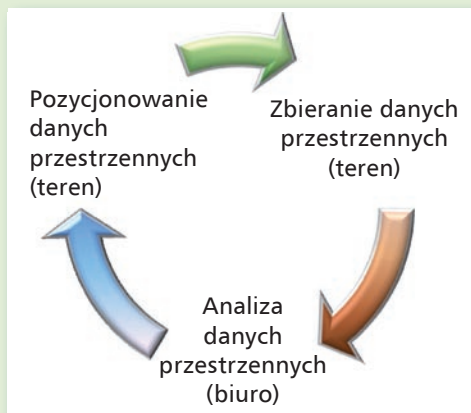 Pozycjonowanie
danych
przestrzennych
(teren)
Zbieranie danych
przestrzennych
(teren)
Analiza
danych
przestrzennych
(biuro)